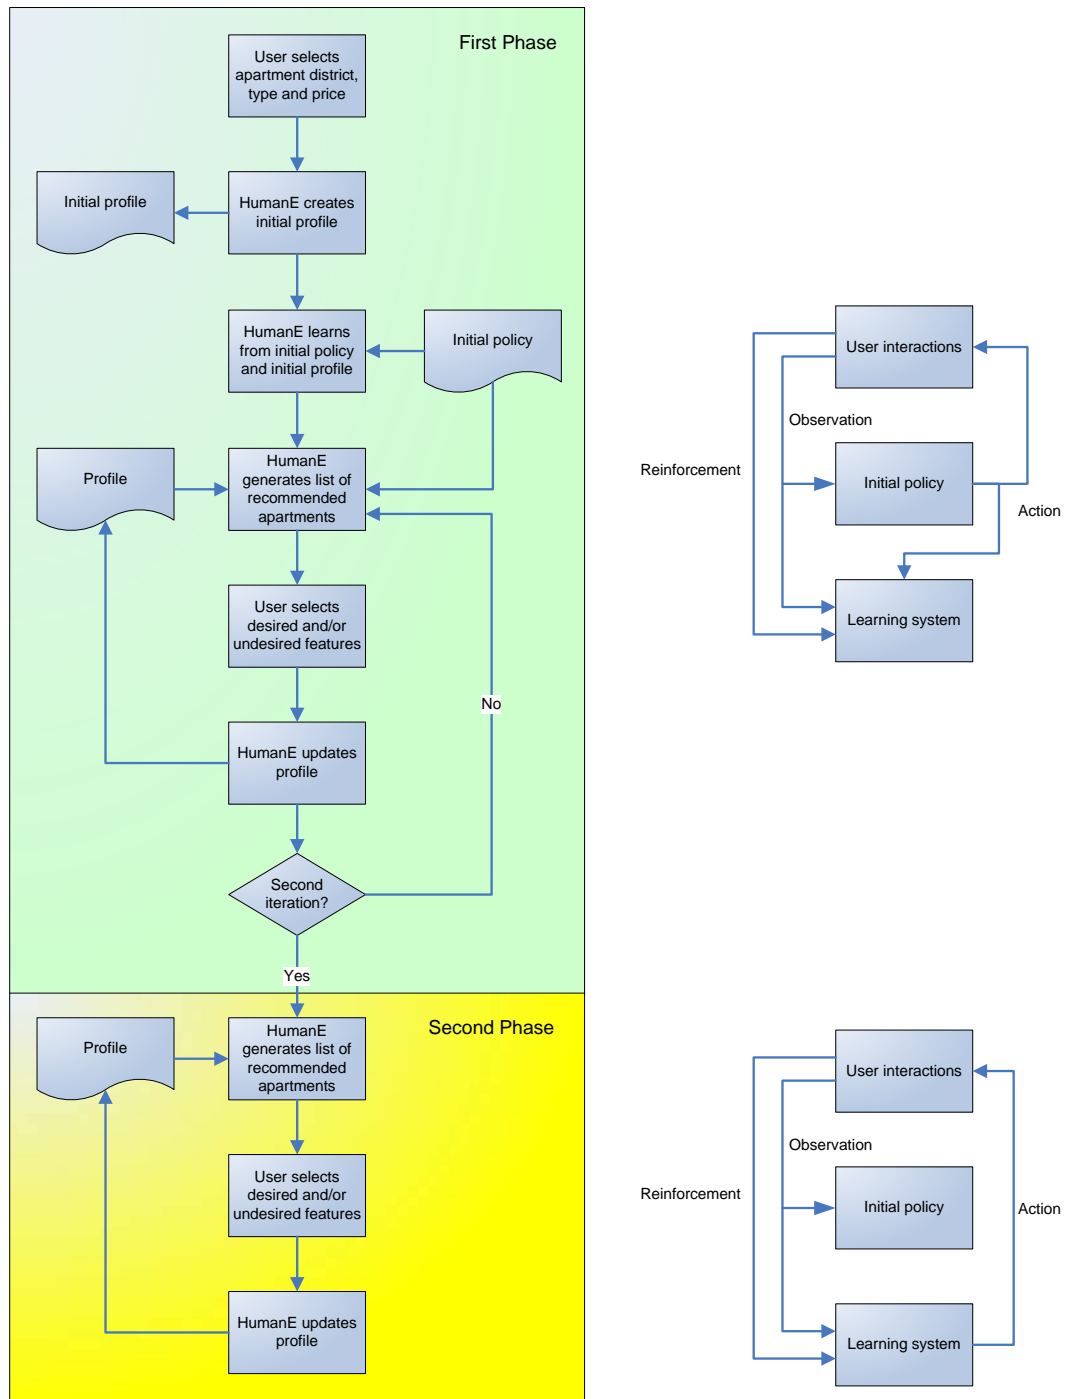 First Phase
User selects
apartment district,
type and price
Initial profile
HumanE creates
initial profile
HumanE learns
from initial policy
and initial profile
Initial policy
Profile
HumanE
generates list of
recommended
apartments
User selects
desired and/or
undesired features
No
HumanE updates
profile
Second
iteration?
Yes
Second Phase
Profile
HumanE
generates list of
recommended
apartments
User selects
desired and/or
undesired features
HumanE updates
profile
User interactions
Observation
Reinforcement
Initial policy
Action
Learning system
User interactions
Observation
Reinforcement
Initial policy
Action
Learning system